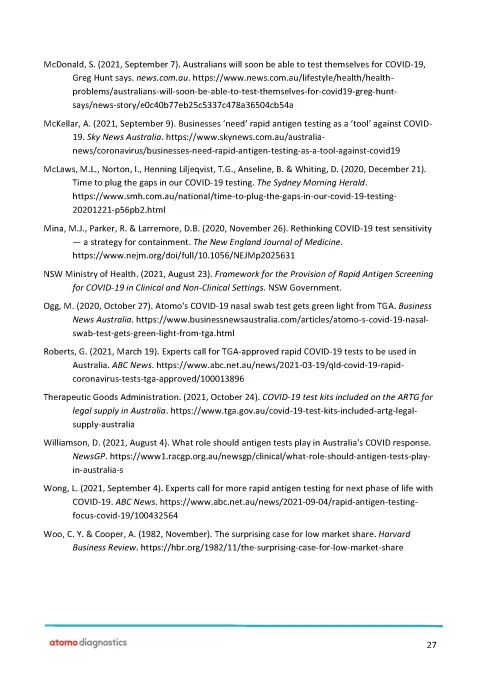 McDonald, S. (2021, September 7). Australians will soon be able to test themselves for COVID-19,
Greg Hunt says. news.com.au. https://www.news.com.au/lifestyle/health/health-
problems/australians-will-soon-be-able-to-test-themselves-for-covid19-greg-hunt-
says/news-story/e0c40b77eb25c5337c478a36504cb54a
McKellar, A. (2021, September 9). Businesses ‘need’ rapid antigen testing as a ‘tool’ against COVID-
19. Sky News Australia. https://www.skynews.com.au/australia-
news/coronavirus/businesses-need-rapid-antigen-testing-as-a-tool-against-covid19
McLaws, M.L., Norton, I., Henning Liljeqvist, T.G., Anseline, B. & Whiting, D. (2020, December 21).
Time to plug the gaps in our COVID-19 testing. The Sydney Morning Herald.
https://www.smh.com.au/national/time-to-plug-the-gaps-in-our-covid-19-testing-
20201221-p56pb2.html
Mina, M.J., Parker, R. & Larremore, D.B. (2020, November 26). Rethinking COVID-19 test sensitivity
— a strategy for containment. The New England Journal of Medicine.
https://www.nejm.org/doi/full/10.1056/NEJMp2025631
NSW Ministry of Health. (2021, August 23). Framework for the Provision of Rapid Antigen Screening
for COVID-19 in Clinical and Non-Clinical Settings. NSW Government.
Ogg, M. (2020, October 27). Atomo's COVID-19 nasal swab test gets green light from TGA. Business
News Australia. https://www.businessnewsaustralia.com/articles/atomo-s-covid-19-nasal-
swab-test-gets-green-light-from-tga.html
Roberts, G. (2021, March 19). Experts call for TGA-approved rapid COVID-19 tests to be used in
Australia. ABC News. https://www.abc.net.au/news/2021-03-19/qld-covid-19-rapid-
coronavirus-tests-tga-approved/100013896
Therapeutic Goods Administration. (2021, October 24). COVID-19 test kits included on the ARTG for
legal supply in Australia. https://www.tga.gov.au/covid-19-test-kits-included-artg-legal-
supply-australia
Williamson, D. (2021, August 4). What role should antigen tests play in Australia's COVID response.
NewsGP. https://www1.racgp.org.au/newsgp/clinical/what-role-should-antigen-tests-play-
in-australia-s
Wong, L. (2021, September 4). Experts call for more rapid antigen testing for next phase of life with
COVID-19. ABC News. https://www.abc.net.au/news/2021-09-04/rapid-antigen-testing-
focus-covid-19/100432564
Woo, C. Y. & Cooper, A. (1982, November). The surprising case for low market share. Harvard
Business Review. https://hbr.org/1982/11/the-surprising-case-for-low-market-share
atomo diagnostics
27